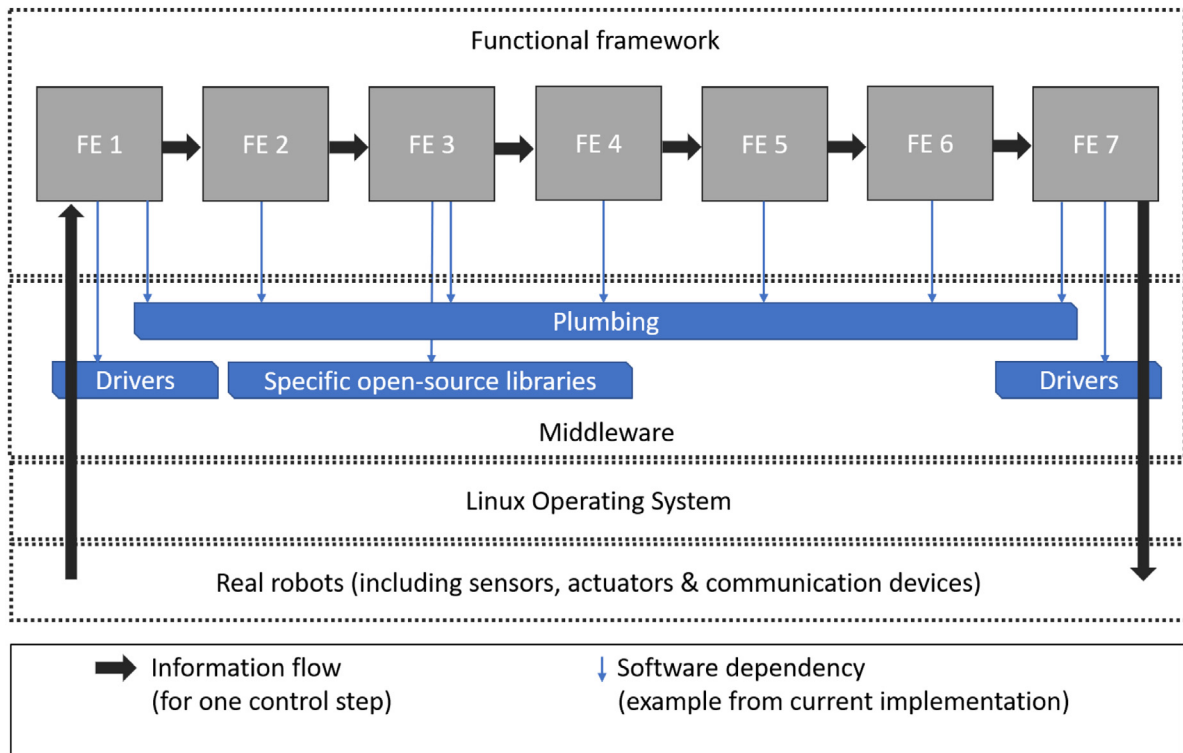 Functional framework
FE 1
FE 2
FE 3
FE 4
FE 5
FE 6
FE 7
Plumbing
Drivers
Specific open-source libraries
Drivers
Middleware
Linux Operating System
Real robots (including sensors, actuators & communication devices)
Information flow
(for one control step)
Software dependency
(example from current implementation)